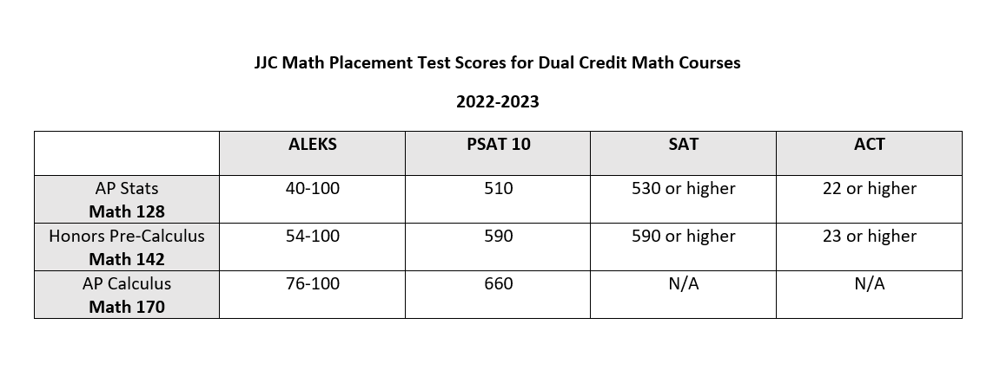 JJC Math Placement Test Scores for Dual Credit Math Courses
2022-2023
ALEKS PSAT 10 SAT ACT
AP Stats 40-100 510 530 or higher 22 or higher
Math 128
Honors Pre-Calculus 54-100 590 590 or higher 23 or higher
Math 142
AP Calculus 76-100 660 N/A N/A
Math 170